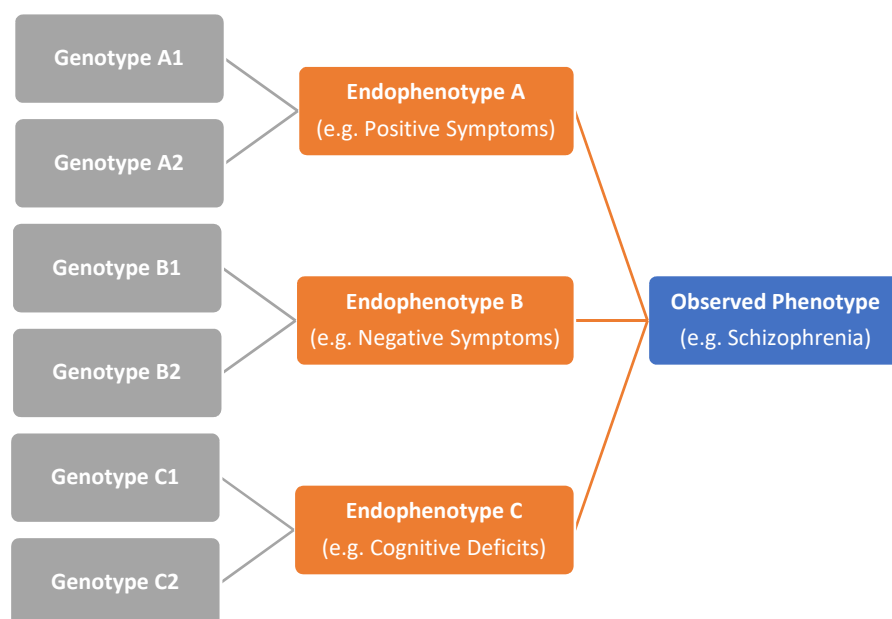 Genotype A1
Genotype A2
Genotype B1
Genotype B2
Genotype C1
Genotype C2
Endophenotype A
(e.g. Positive Symptoms)
Endophenotype B
(e.g. Negative Symptoms)
Endophenotype C
(e.g. Cognitive Deficits)
Observed Phenotype
(e.g. Schizophrenia)